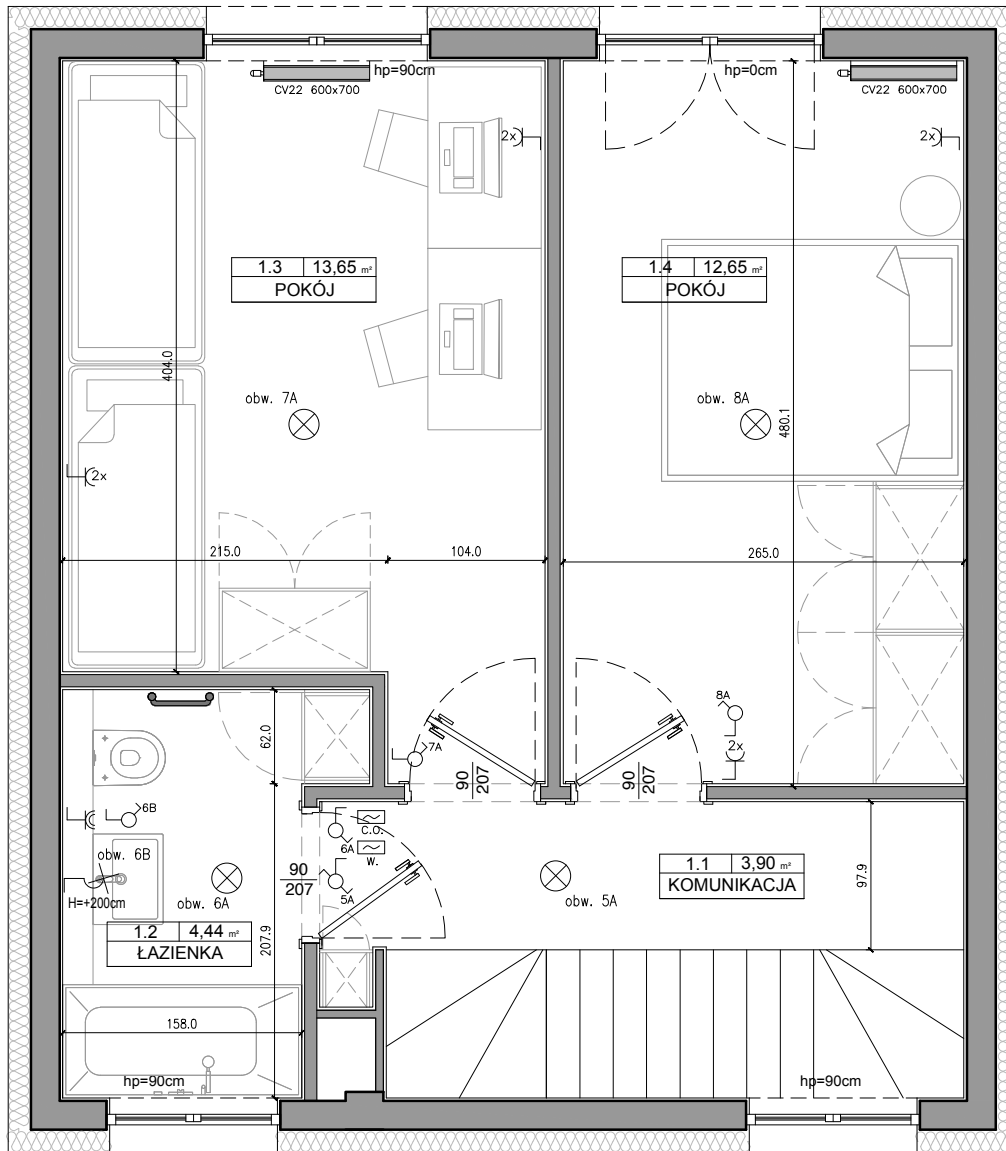 hp=90cm
CV22 600x700
2x
hp=0cm
CV22 600x700
2x
1.3 13,65 m²
POKÓJ
1.4 12,65 m²
POKÓJ
404.0
obw. 7A
obw. 8A
480.1
2x
215.0
104.0
265.0
62.0
7A
90
207
90
207
8A
2x
6B
obw. 6B
H=+200cm
obw. 6A
90
207
C.O.
6A
W.
5A
obw. 5A
1.1 3,90 m²
KOMUNIKACJA
97.9
1.2 4,44 m²
ŁAZIENKA
207.9
158.0
hp=90cm
hp=90cm